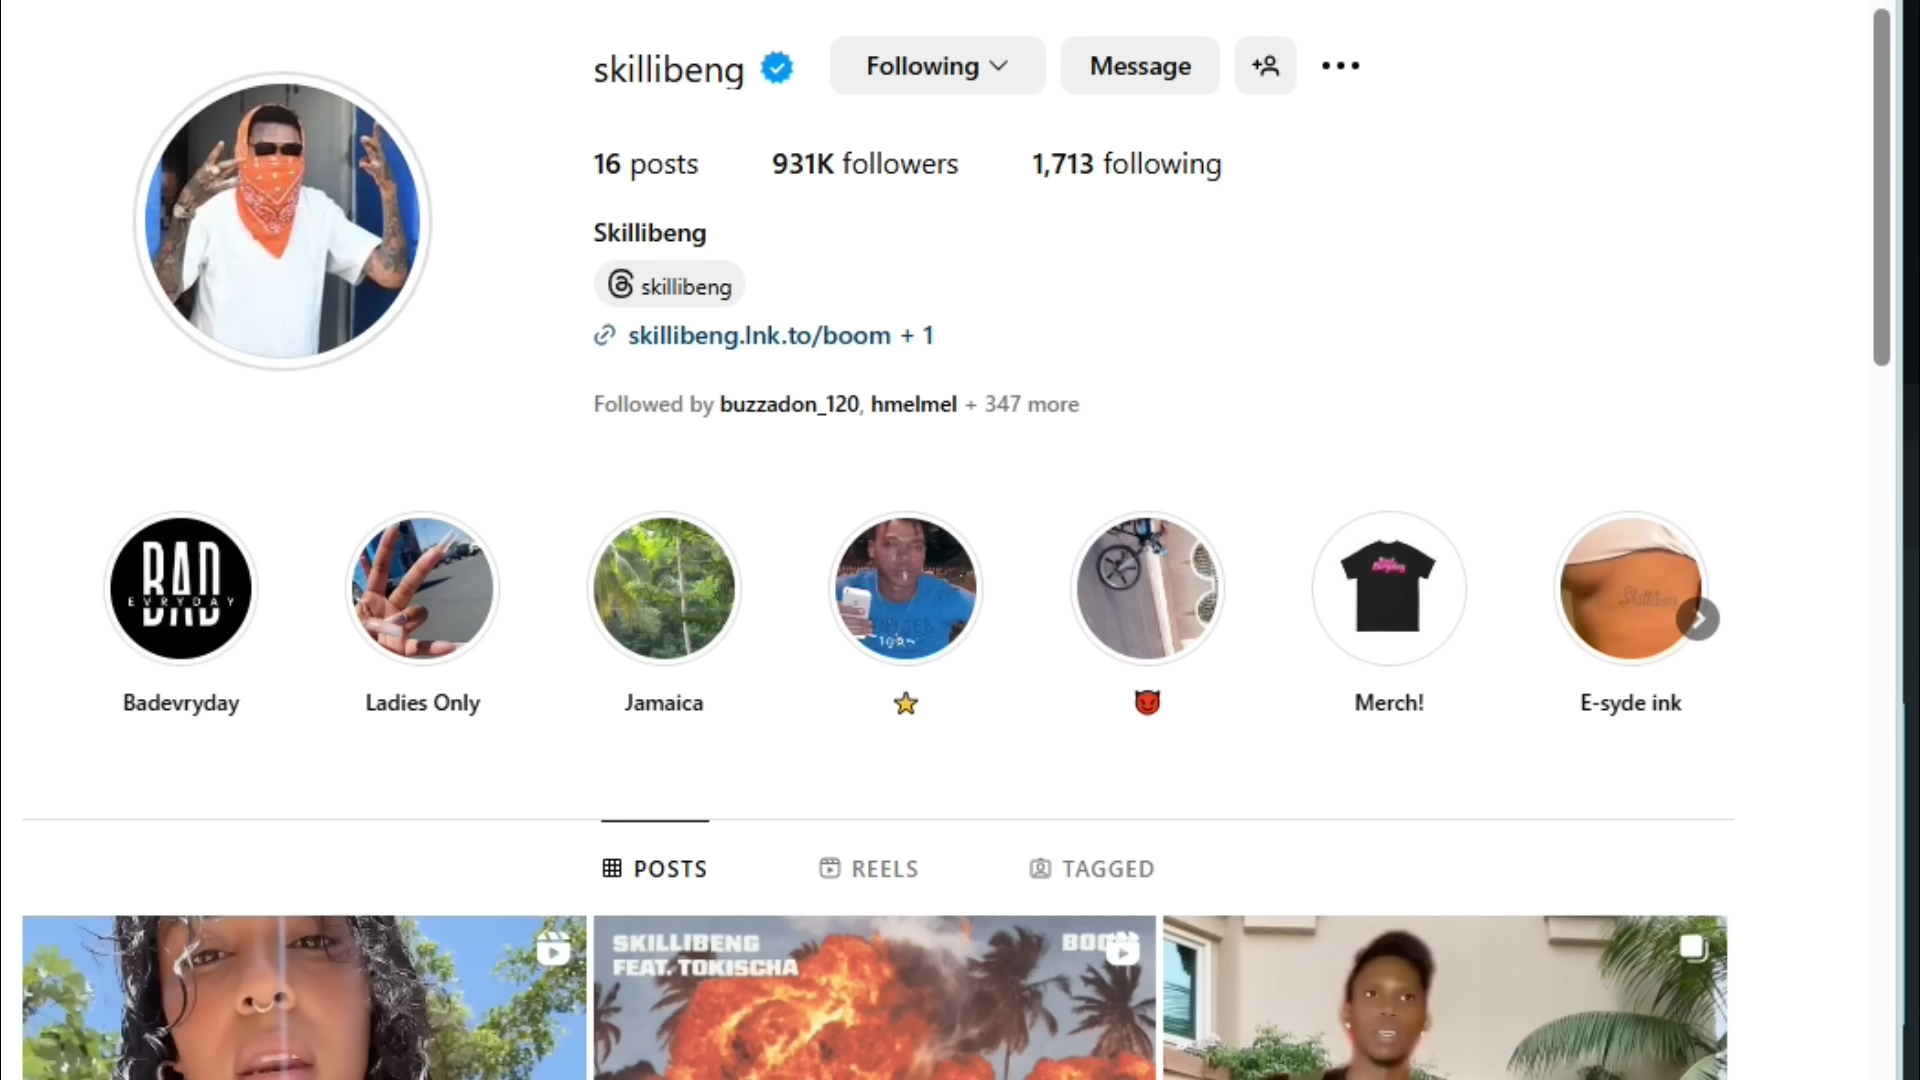 skillibeng
Following
Message
16 posts
931K followers
1,713 following
Skillibeng
skillibeng
skillibeng.lnk.to/boom + 1
Followed by buzzadon_120, hmelmel + 347 more
BAD
EVRYDAY
Badevryday
Ladies Only
Jamaica
Merch!
E-syde ink
POSTS
REELS
TAGGED
SKILLIBENG
FEAT. TOKISCHA